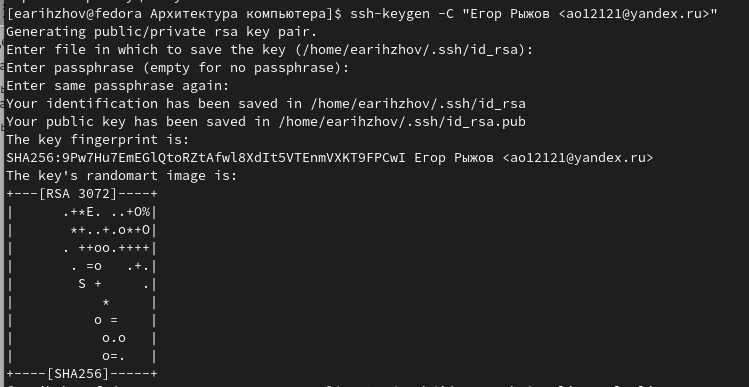 [earihzhov@fedora Архитектура компьютера]$ ssh-keygen -C "Егор Рыжов <ao12121@yandex.ru>"
Generating public/private rsa key pair.
Enter file in which to save the key (/home/earihzhov/.ssh/id_rsa):
Enter passphrase (empty for no passphrase):
Enter same passphrase again:
Your identification has been saved in /home/earihzhov/.ssh/id_rsa
Your public key has been saved in /home/earihzhov/.ssh/id_rsa.pub
The key fingerprint is:
SHA256:9Pw7Hu7EmEGlQtoRZtAfwl8XdIt5VTEnmVXKT9FPCwI Егор Рыжов <ao12121@yandex.ru>
The key's randomart image is:
+---[RSA 3072]----+
|      .+*E. ..+O%|
|       *+..+.o*+O|
|      . ++oo.++++|
|       . =o   .+.|
|        S +     .|
|           *     |
|          o =    |
|           o.o   |
|           o=.   |
+----[SHA256]-----+